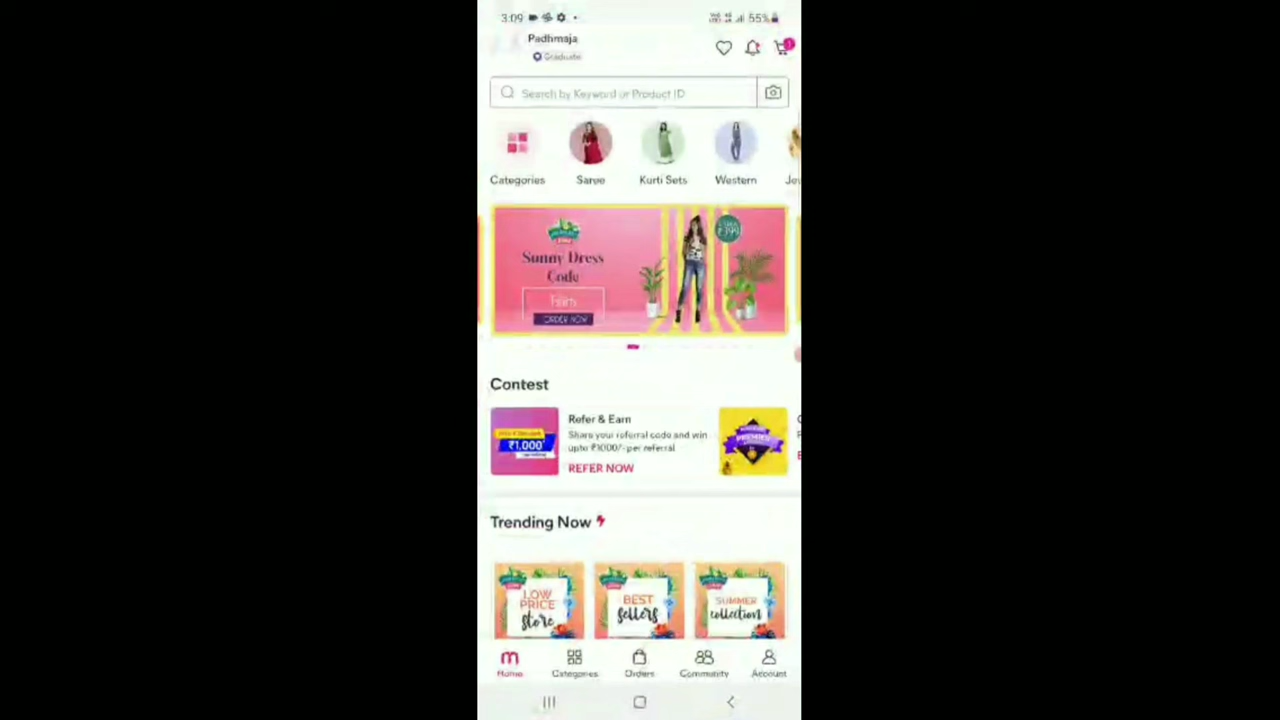 3:09
55%
Padhmaja
Graduate
Search by Keyword or Product ID
Categories
Saree
Kurti Sets
Western
Sunny Dress
Code
ORDER NOW
Contest
Refer & Earn
Share your referral code and win
upto ₹1000/- per referral
REFER NOW
₹1,000
PREMIER
Trending Now
LOW
PRICE
store
BEST
sellers
SUMMER
collection
Home
Categories
Orders
Community
Account